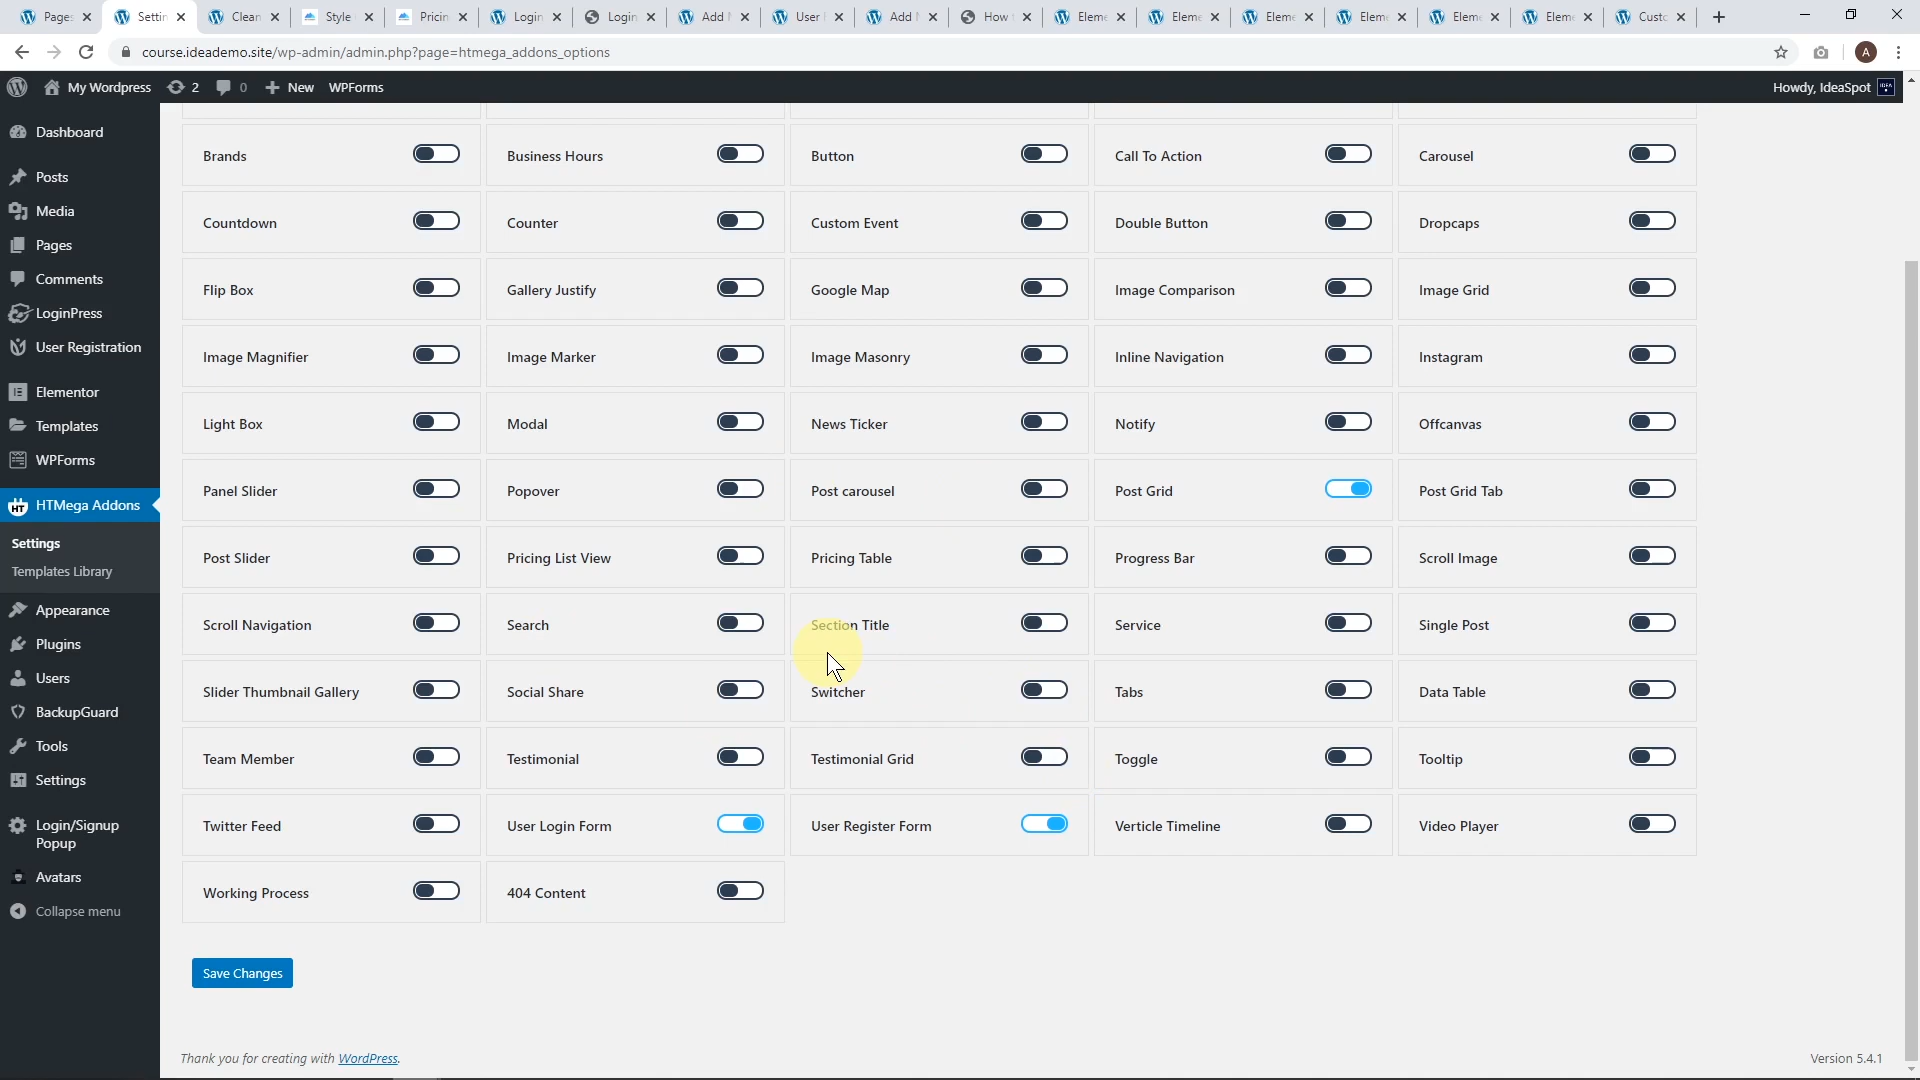 Pages
Settin
Clean
Style
Pricin
Login
Login
Add
User
Add
How
Eleme
Eleme
Eleme
Eleme
Eleme
Eleme
Custo
course.ideademo.site/wp-admin/admin.php?page=htmega_addons_options
A
My Wordpress
2
0
New
WPForms
Howdy, IdeaSpot
Dashboard
Posts
Media
Pages
Comments
LoginPress
User Registration
Elementor
Templates
WPForms
HTMega Addons
Settings
Templates Library
Appearance
Plugins
Users
BackupGuard
Tools
Settings
Login/Signup
Popup
Avatars
Collapse menu
Brands
Business Hours
Button
Call To Action
Carousel
Countdown
Counter
Custom Event
Double Button
Dropcaps
Flip Box
Gallery Justify
Google Map
Image Comparison
Image Grid
Image Magnifier
Image Marker
Image Masonry
Inline Navigation
Instagram
Light Box
Modal
News Ticker
Notify
Offcanvas
Panel Slider
Popover
Post carousel
Post Grid
Post Grid Tab
Post Slider
Pricing List View
Pricing Table
Progress Bar
Scroll Image
Scroll Navigation
Search
Section Title
Service
Single Post
Slider Thumbnail Gallery
Social Share
Switcher
Tabs
Data Table
Team Member
Testimonial
Testimonial Grid
Toggle
Tooltip
Twitter Feed
User Login Form
User Register Form
Verticle Timeline
Video Player
Working Process
404 Content
Save Changes
Thank you for creating with WordPress.
Version 5.4.1